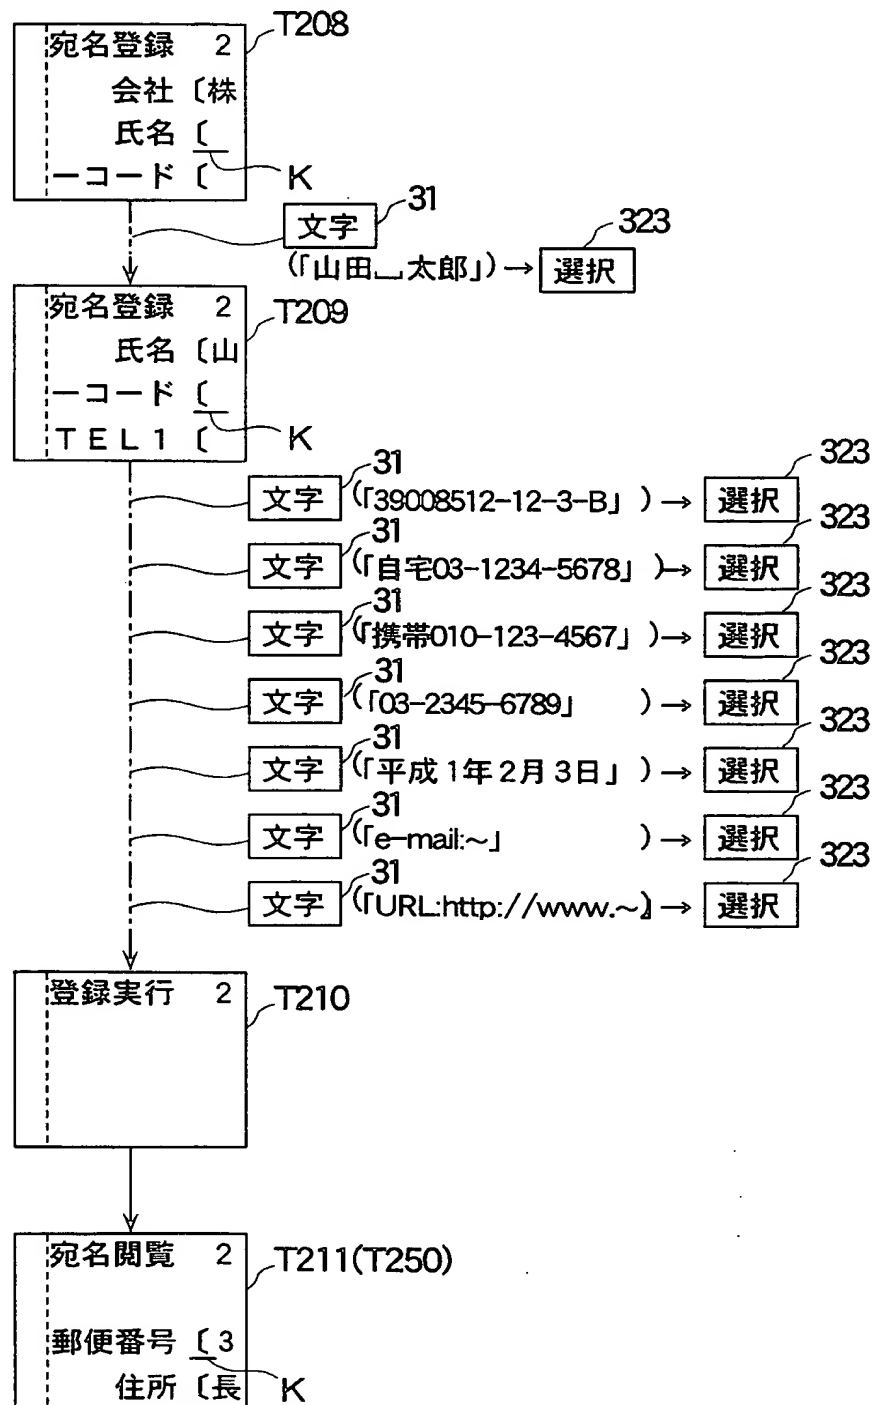 宛名登録 2 T208
会社〔株
氏名〔
ーコード〔 K
文字 31
(「山田␣太郎」)→ 選択 323
宛名登録 2 T209
氏名〔山
ーコード〔
TEL1〔 K
文字 31 (「39008512-12-3-B」)→ 選択 323
文字 31 (「自宅03-1234-5678」)→ 選択 323
文字 31 (「携帯010-123-4567」)→ 選択 323
文字 31 (「03-2345-6789」)→ 選択 323
文字 31 (「平成1年2月3日」)→ 選択 323
文字 31 (「e-mail:~」)→ 選択 323
文字 31 (「URL:http://www.~」)→ 選択 323
登録実行 2 T210
宛名閲覧 2 T211(T250)
郵便番号〔3
住所〔長 K